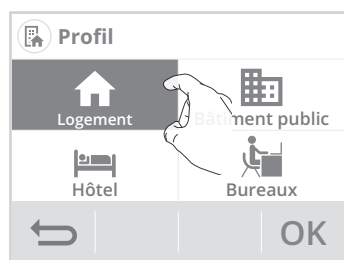 Profil
Logement
Bâtiment public
Hôtel
Bureaux
OK